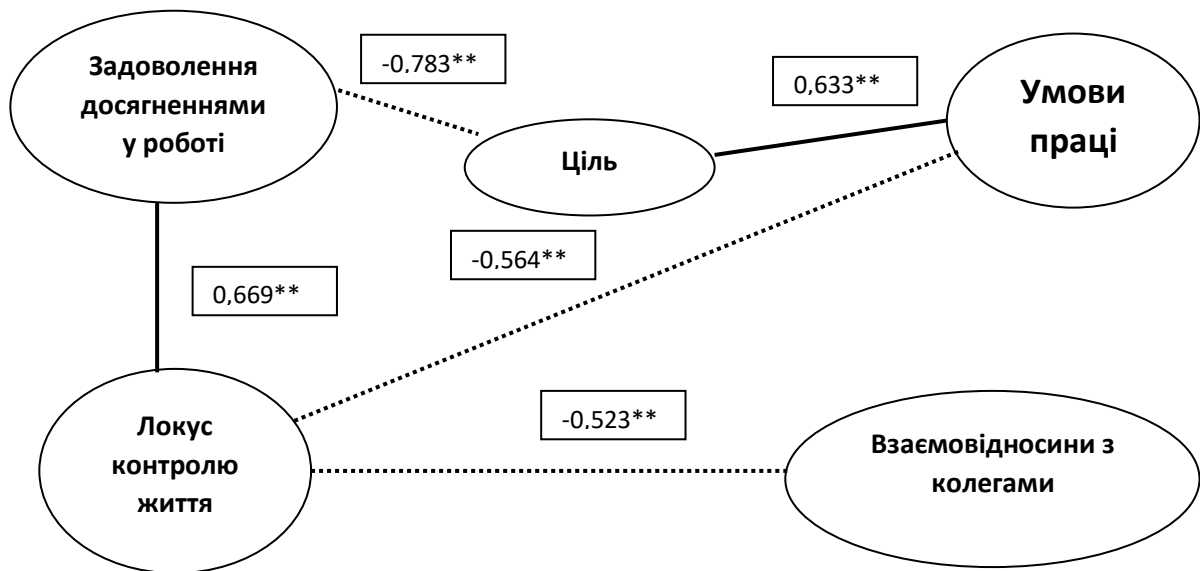 Задоволення
досягненнями
у роботі
-0,783**
0,633**
Умови
праці
Ціль
-0,564**
0,669**
Локус
контролю
життя
-0,523**
Взаємовідносини з
колегами